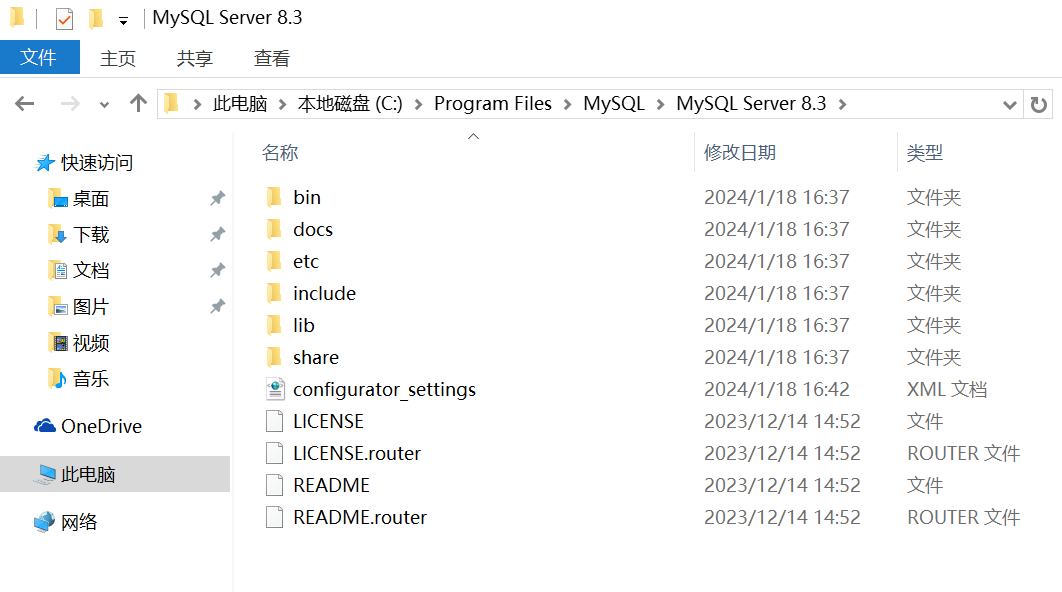 MySQL Server 8.3
文件 主页 共享 查看
此电脑 本地磁盘 (C:) Program Files MySQL MySQL Server 8.3
快速访问
桌面
下载
文档
图片
视频
音乐
OneDrive
此电脑
网络
名称 修改日期 类型
bin 2024/1/18 16:37 文件夹
docs 2024/1/18 16:37 文件夹
etc 2024/1/18 16:37 文件夹
include 2024/1/18 16:37 文件夹
lib 2024/1/18 16:37 文件夹
share 2024/1/18 16:37 文件夹
configurator_settings 2024/1/18 16:42 XML 文档
LICENSE 2023/12/14 14:52 文件
LICENSE.router 2023/12/14 14:52 ROUTER 文件
README 2023/12/14 14:52 文件
README.router 2023/12/14 14:52 ROUTER 文件